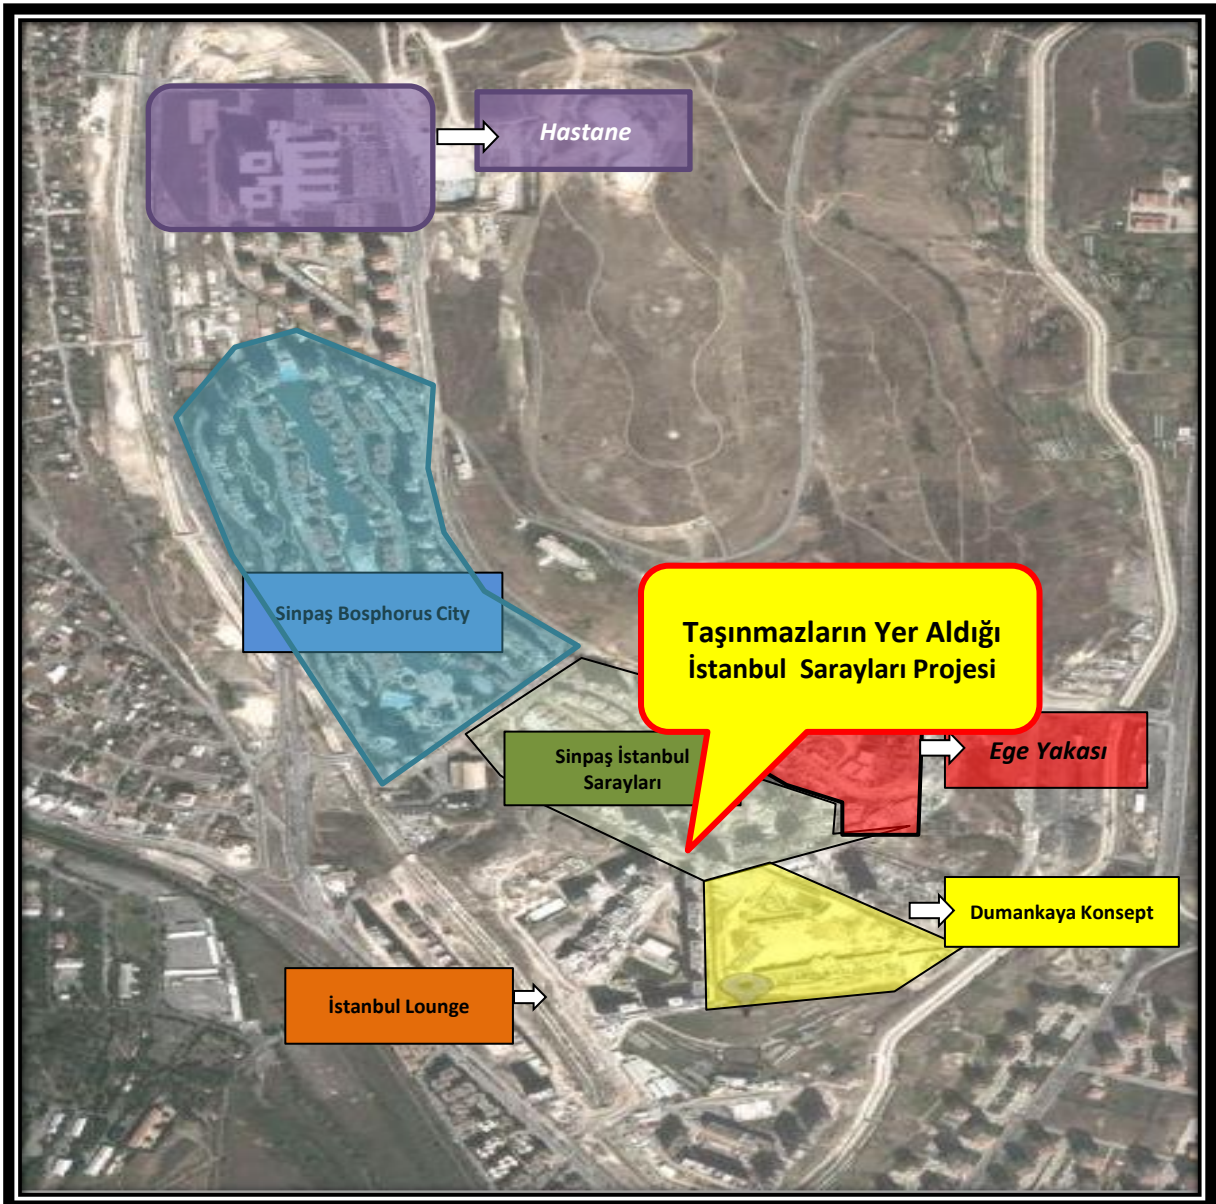 Hastane
Sinpaş Bosphorus City
Taşınmazların Yer Aldığı
İstanbul Sarayları Projesi
Sinpaş İstanbul
Sarayları
Ege Yakası
Dumankaya Konsept
İstanbul Lounge